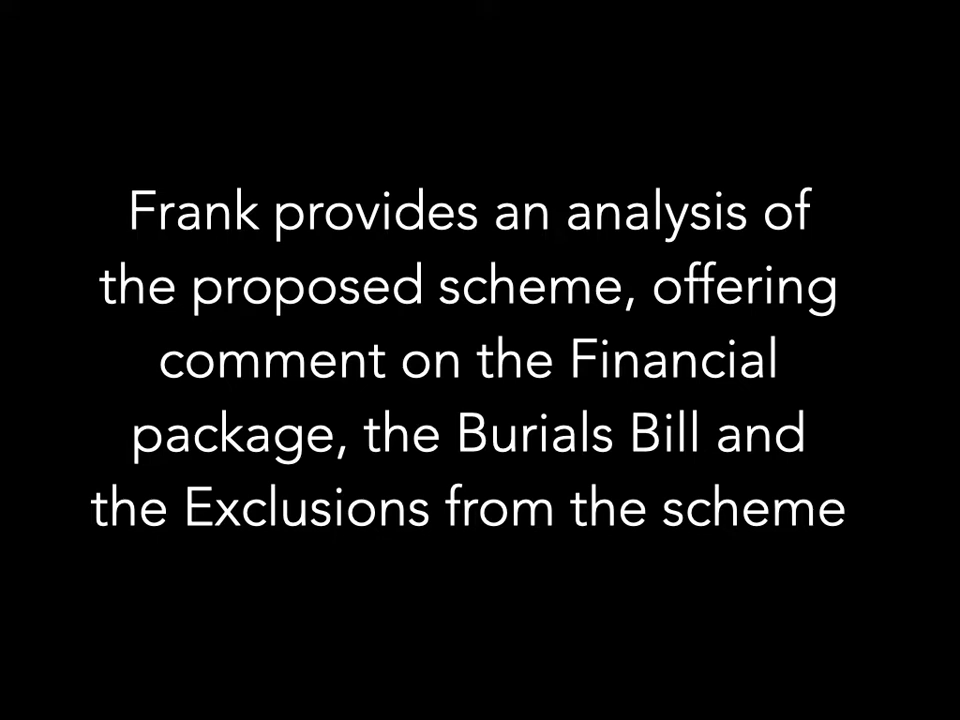 Frank provides an analysis of
the proposed scheme, offering
comment on the Financial
package, the Burials Bill and
the Exclusions from the scheme